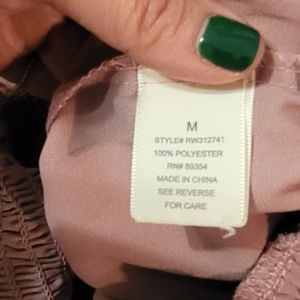 M
STYLE# RW312741
100% POLYESTER
RN# 89354
MADE IN CHINA
SEE REVERSE
FOR CARE